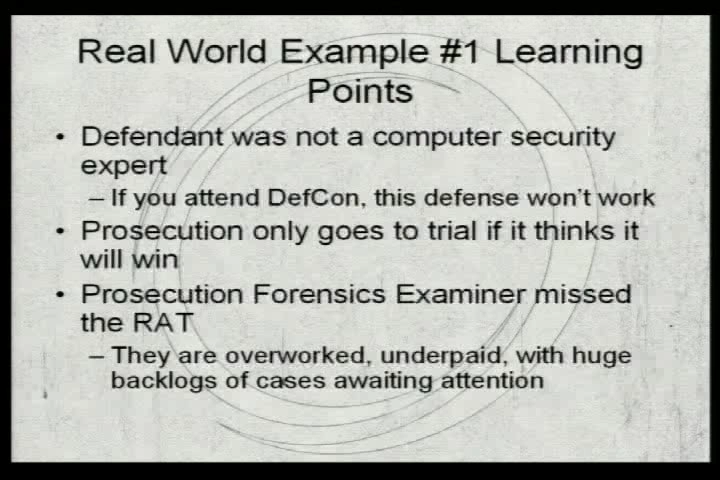 Real World Example #1 Learning
Points
• Defendant was not a computer security
expert
– If you attend DefCon, this defense won't work
• Prosecution only goes to trial if it thinks it
will win
• Prosecution Forensics Examiner missed
the RAT
– They are overworked, underpaid, with huge
backlogs of cases awaiting attention